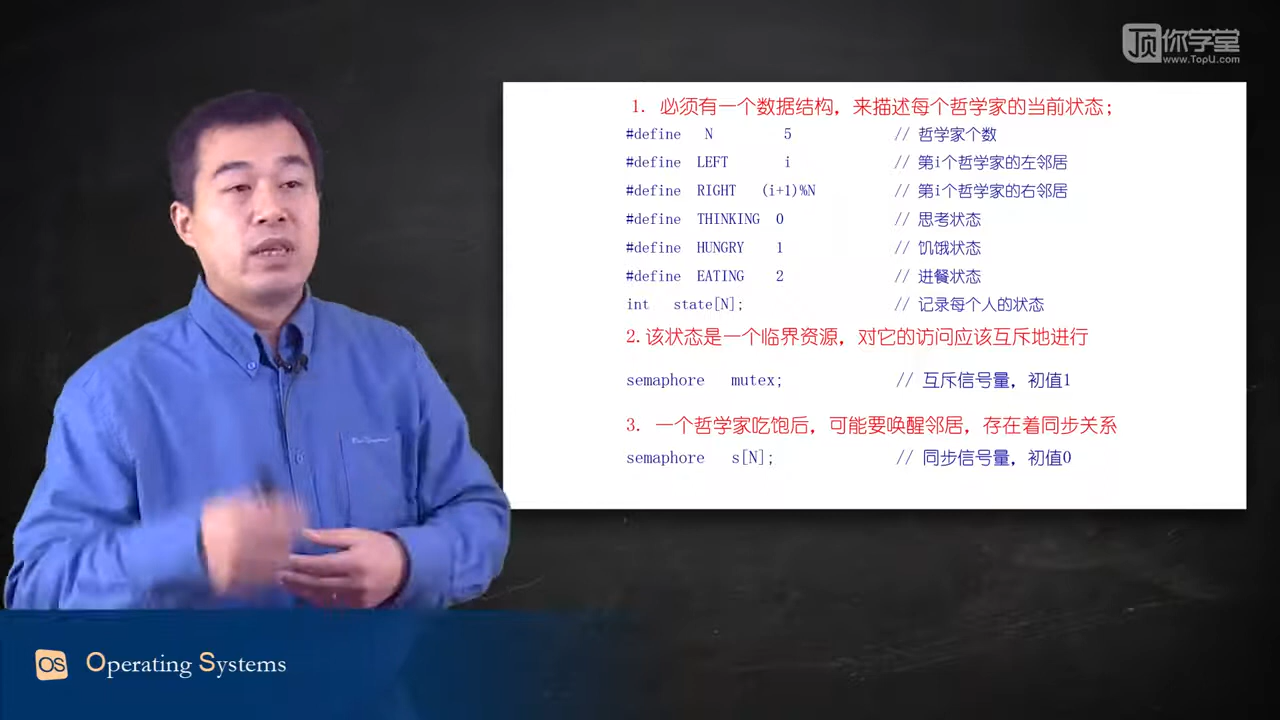 顶你学堂
www.TopU.com
1. 必须有一个数据结构，来描述每个哲学家的当前状态；
#define N 5 // 哲学家个数
#define LEFT i // 第i个哲学家的左邻居
#define RIGHT (i+1)%N // 第i个哲学家的右邻居
#define THINKING 0 // 思考状态
#define HUNGRY 1 // 饥饿状态
#define EATING 2 // 进餐状态
int state[N]; // 记录每个人的状态
2.该状态是一个临界资源，对它的访问应该互斥地进行
semaphore mutex; // 互斥信号量，初值1
3. 一个哲学家吃饱后，可能要唤醒邻居，存在着同步关系
semaphore s[N]; // 同步信号量，初值0
OS Operating Systems